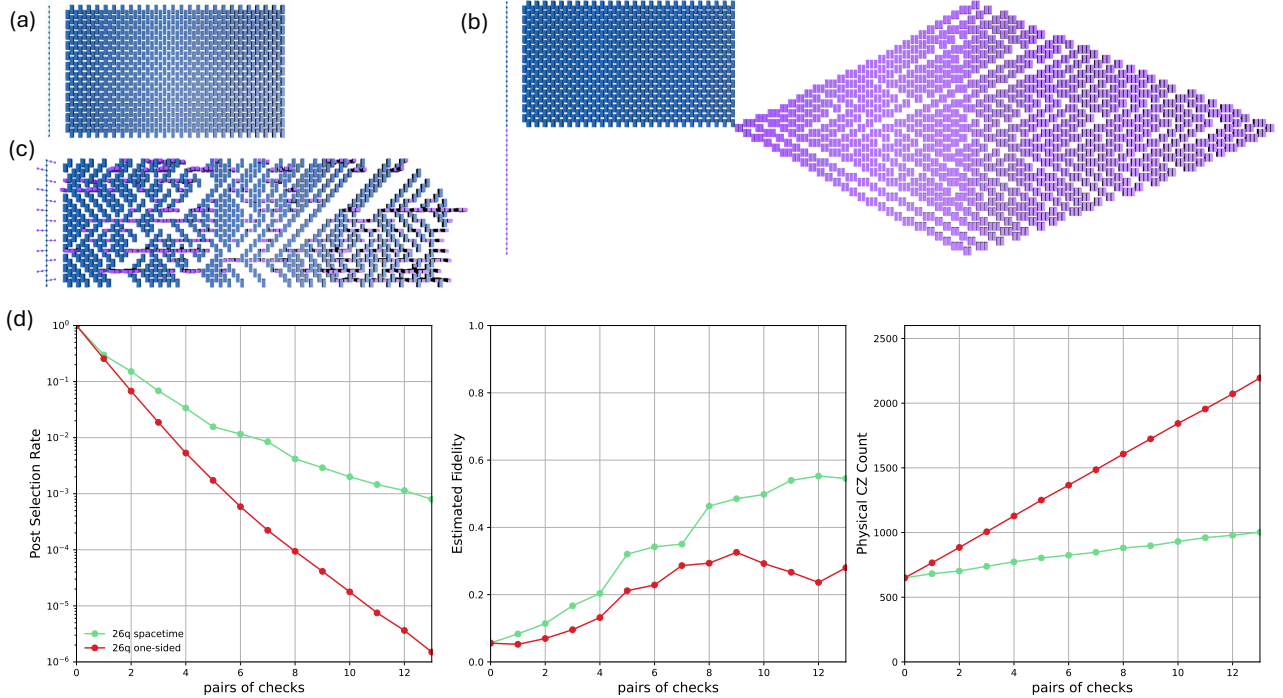 (a)
(b)
(c)
(d)
10^0
10^-1
10^-2
10^-3
10^-4
10^-5
10^-6
Post Selection Rate
26q spacetime
26q one-sided
0 2 4 6 8 10 12
pairs of checks
1.0
0.8
0.6
0.4
0.2
0.0
Estimated Fidelity
0 2 4 6 8 10 12
pairs of checks
2500
2000
1500
1000
500
0
Physical CZ Count
0 2 4 6 8 10 12
pairs of checks